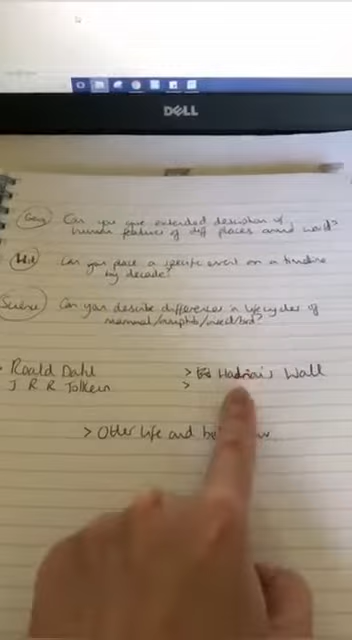 DELL
Geog Can you give extended description of
human features of diff places around world?
Hist Can you place a specific event on a timeline
by decade?
Science Can you describe differences in lifecycles of
mammal/amphib/insect/bird?
Roald Dahl
J R R Tolkein
> Hadrian's Wall
>
> Otter life and